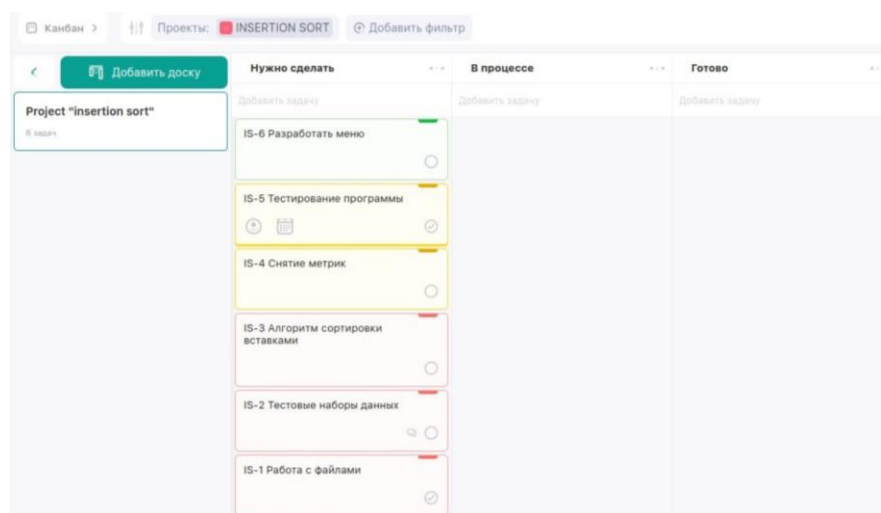 Канбан >
Проекты: INSERTION SORT
Добавить фильтр
Добавить доску
Project "insertion sort"
6 задач
Нужно сделать
Добавить задачу
IS-6 Разработать меню
IS-5 Тестирование программы
IS-4 Снятие метрик
IS-3 Алгоритм сортировки
вставками
IS-2 Тестовые наборы данных
IS-1 Работа с файлами
В процессе
Добавить задачу
Готово
Добавить задачу